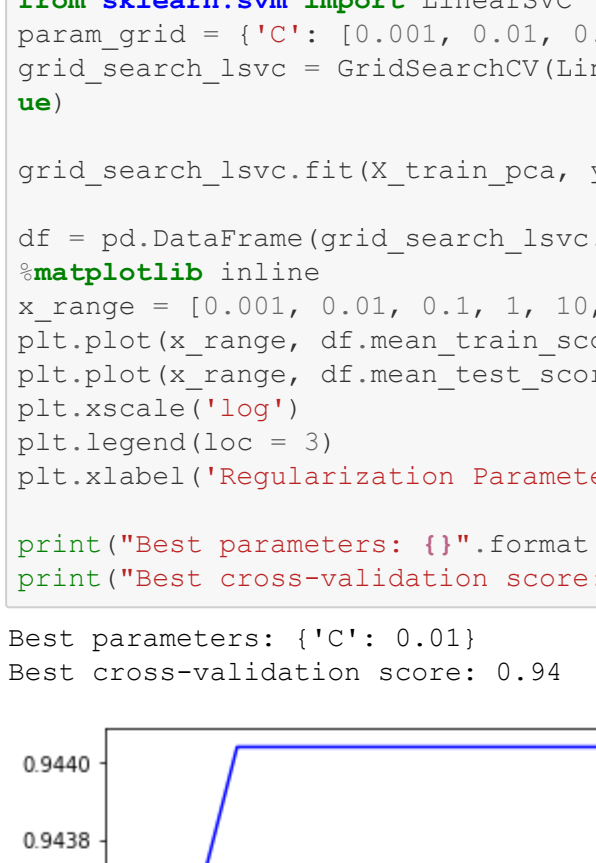 from sklearn.svm import LinearSVC
param_grid = {'C': [0.001, 0.01, 0.
grid_search_lsvc = GridSearchCV(Lin
ue)
grid_search_lsvc.fit(X_train_pca, y
df = pd.DataFrame(grid_search_lsvc.
%matplotlib inline
x_range = [0.001, 0.01, 0.1, 1, 10,
plt.plot(x_range, df.mean_train_sco
plt.plot(x_range, df.mean_test_scor
plt.xscale('log')
plt.legend(loc = 3)
plt.xlabel('Regularization Paramete
print("Best parameters: {}".format
print("Best cross-validation score:
Best parameters: {'C': 0.01}
Best cross-validation score: 0.94
0.9440
0.9438